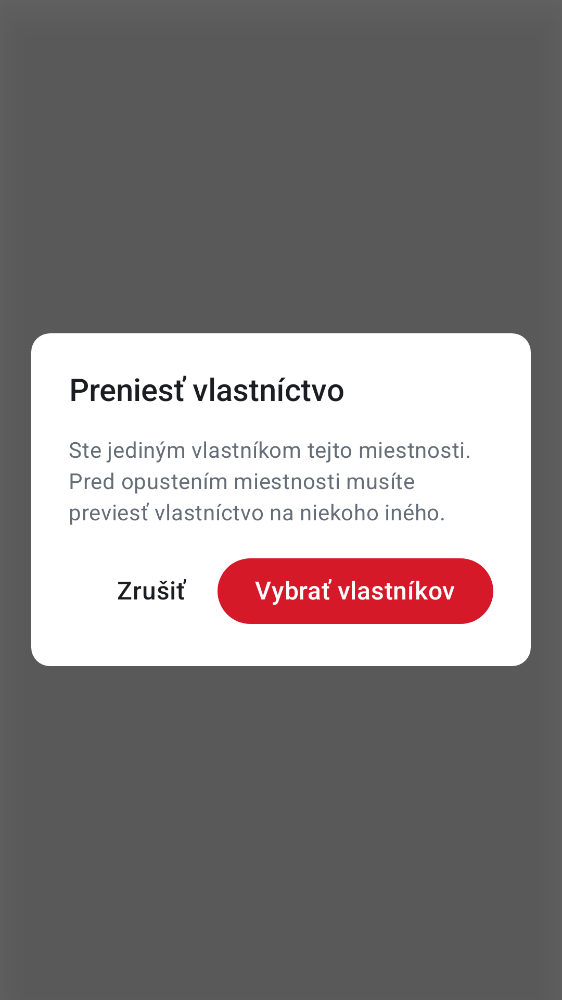 Preniesť vlastníctvo
Ste jediným vlastníkom tejto miestnosti.
Pred opustením miestnosti musíte
previesť vlastníctvo na niekoho iného.
Zrušiť
Vybrať vlastníkov